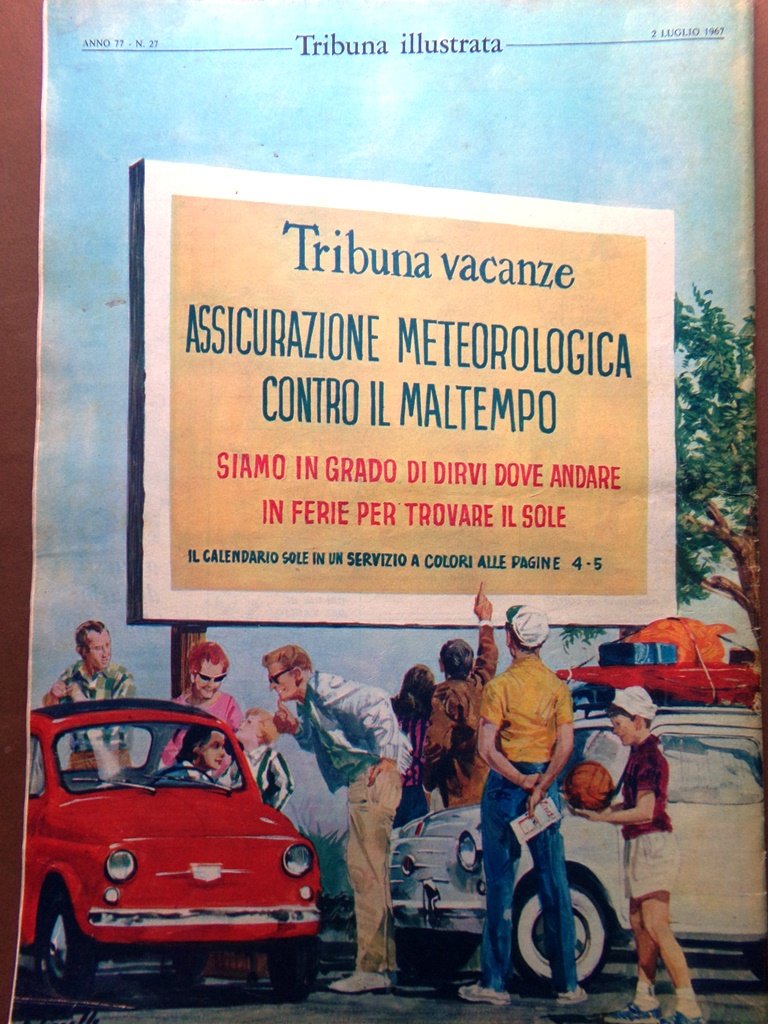 ANNO 77 - N. 27
Tribuna illustrata
2 LUGLIO 1967
Tribuna vacanze
ASSICURAZIONE METEOROLOGICA
CONTRO IL MALTEMPO
SIAMO IN GRADO DI DIRVI DOVE ANDARE
IN FERIE PER TROVARE IL SOLE
IL CALENDARIO SOLE IN UN SERVIZIO A COLORI ALLE PAGINE 4-5